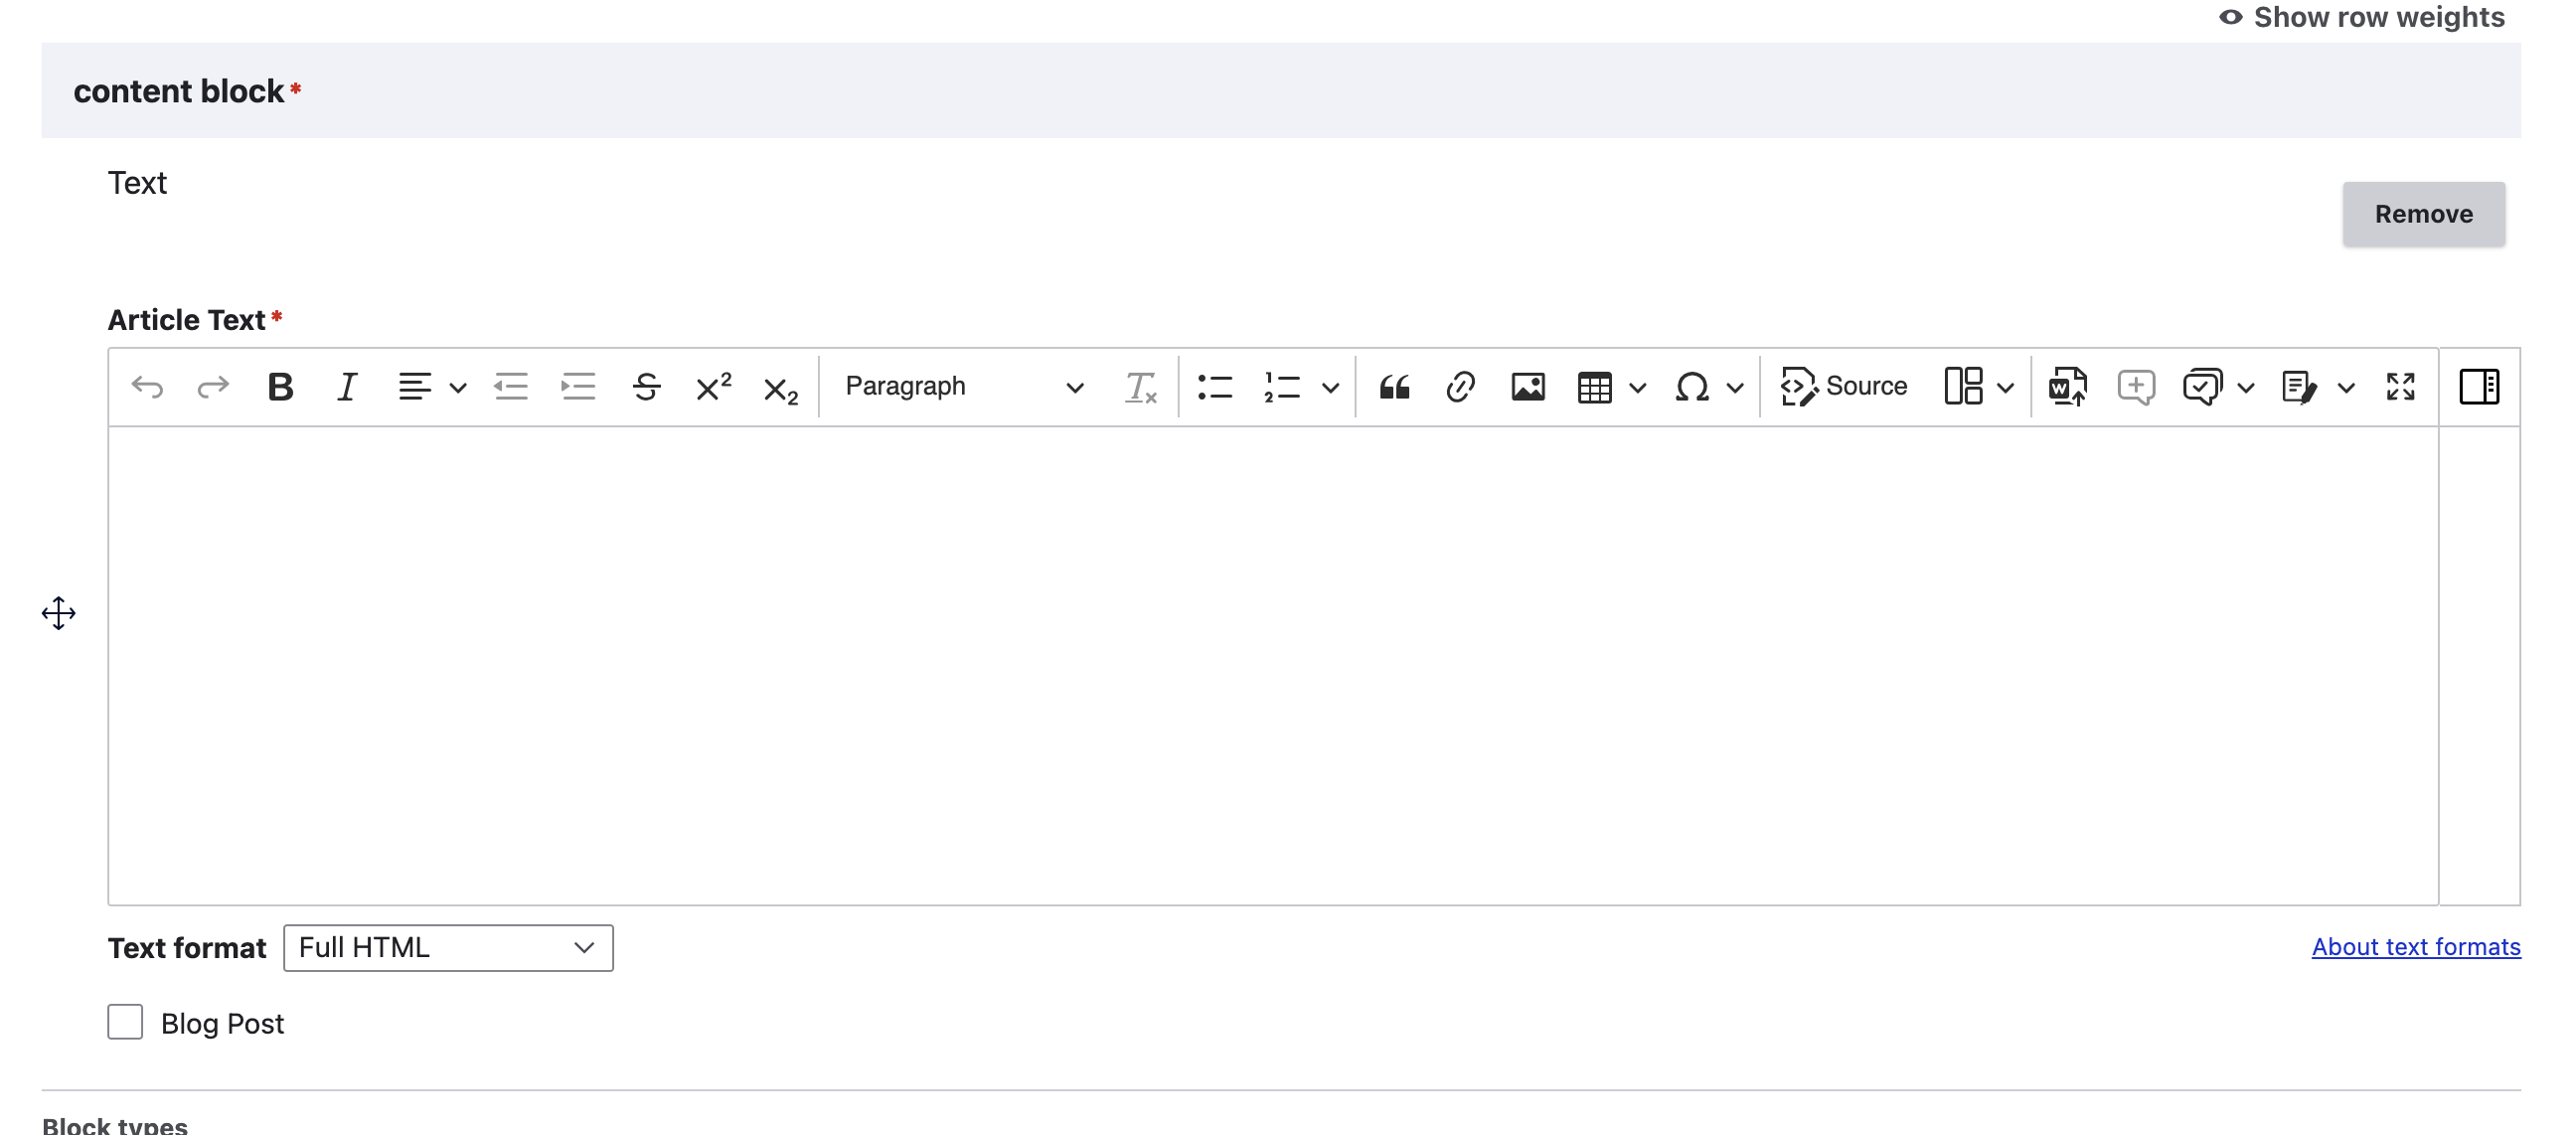 Show row weights
content block*
Text
Remove
Article Text*
Paragraph
Source
Text format Full HTML
About text formats
Blog Post
Block types